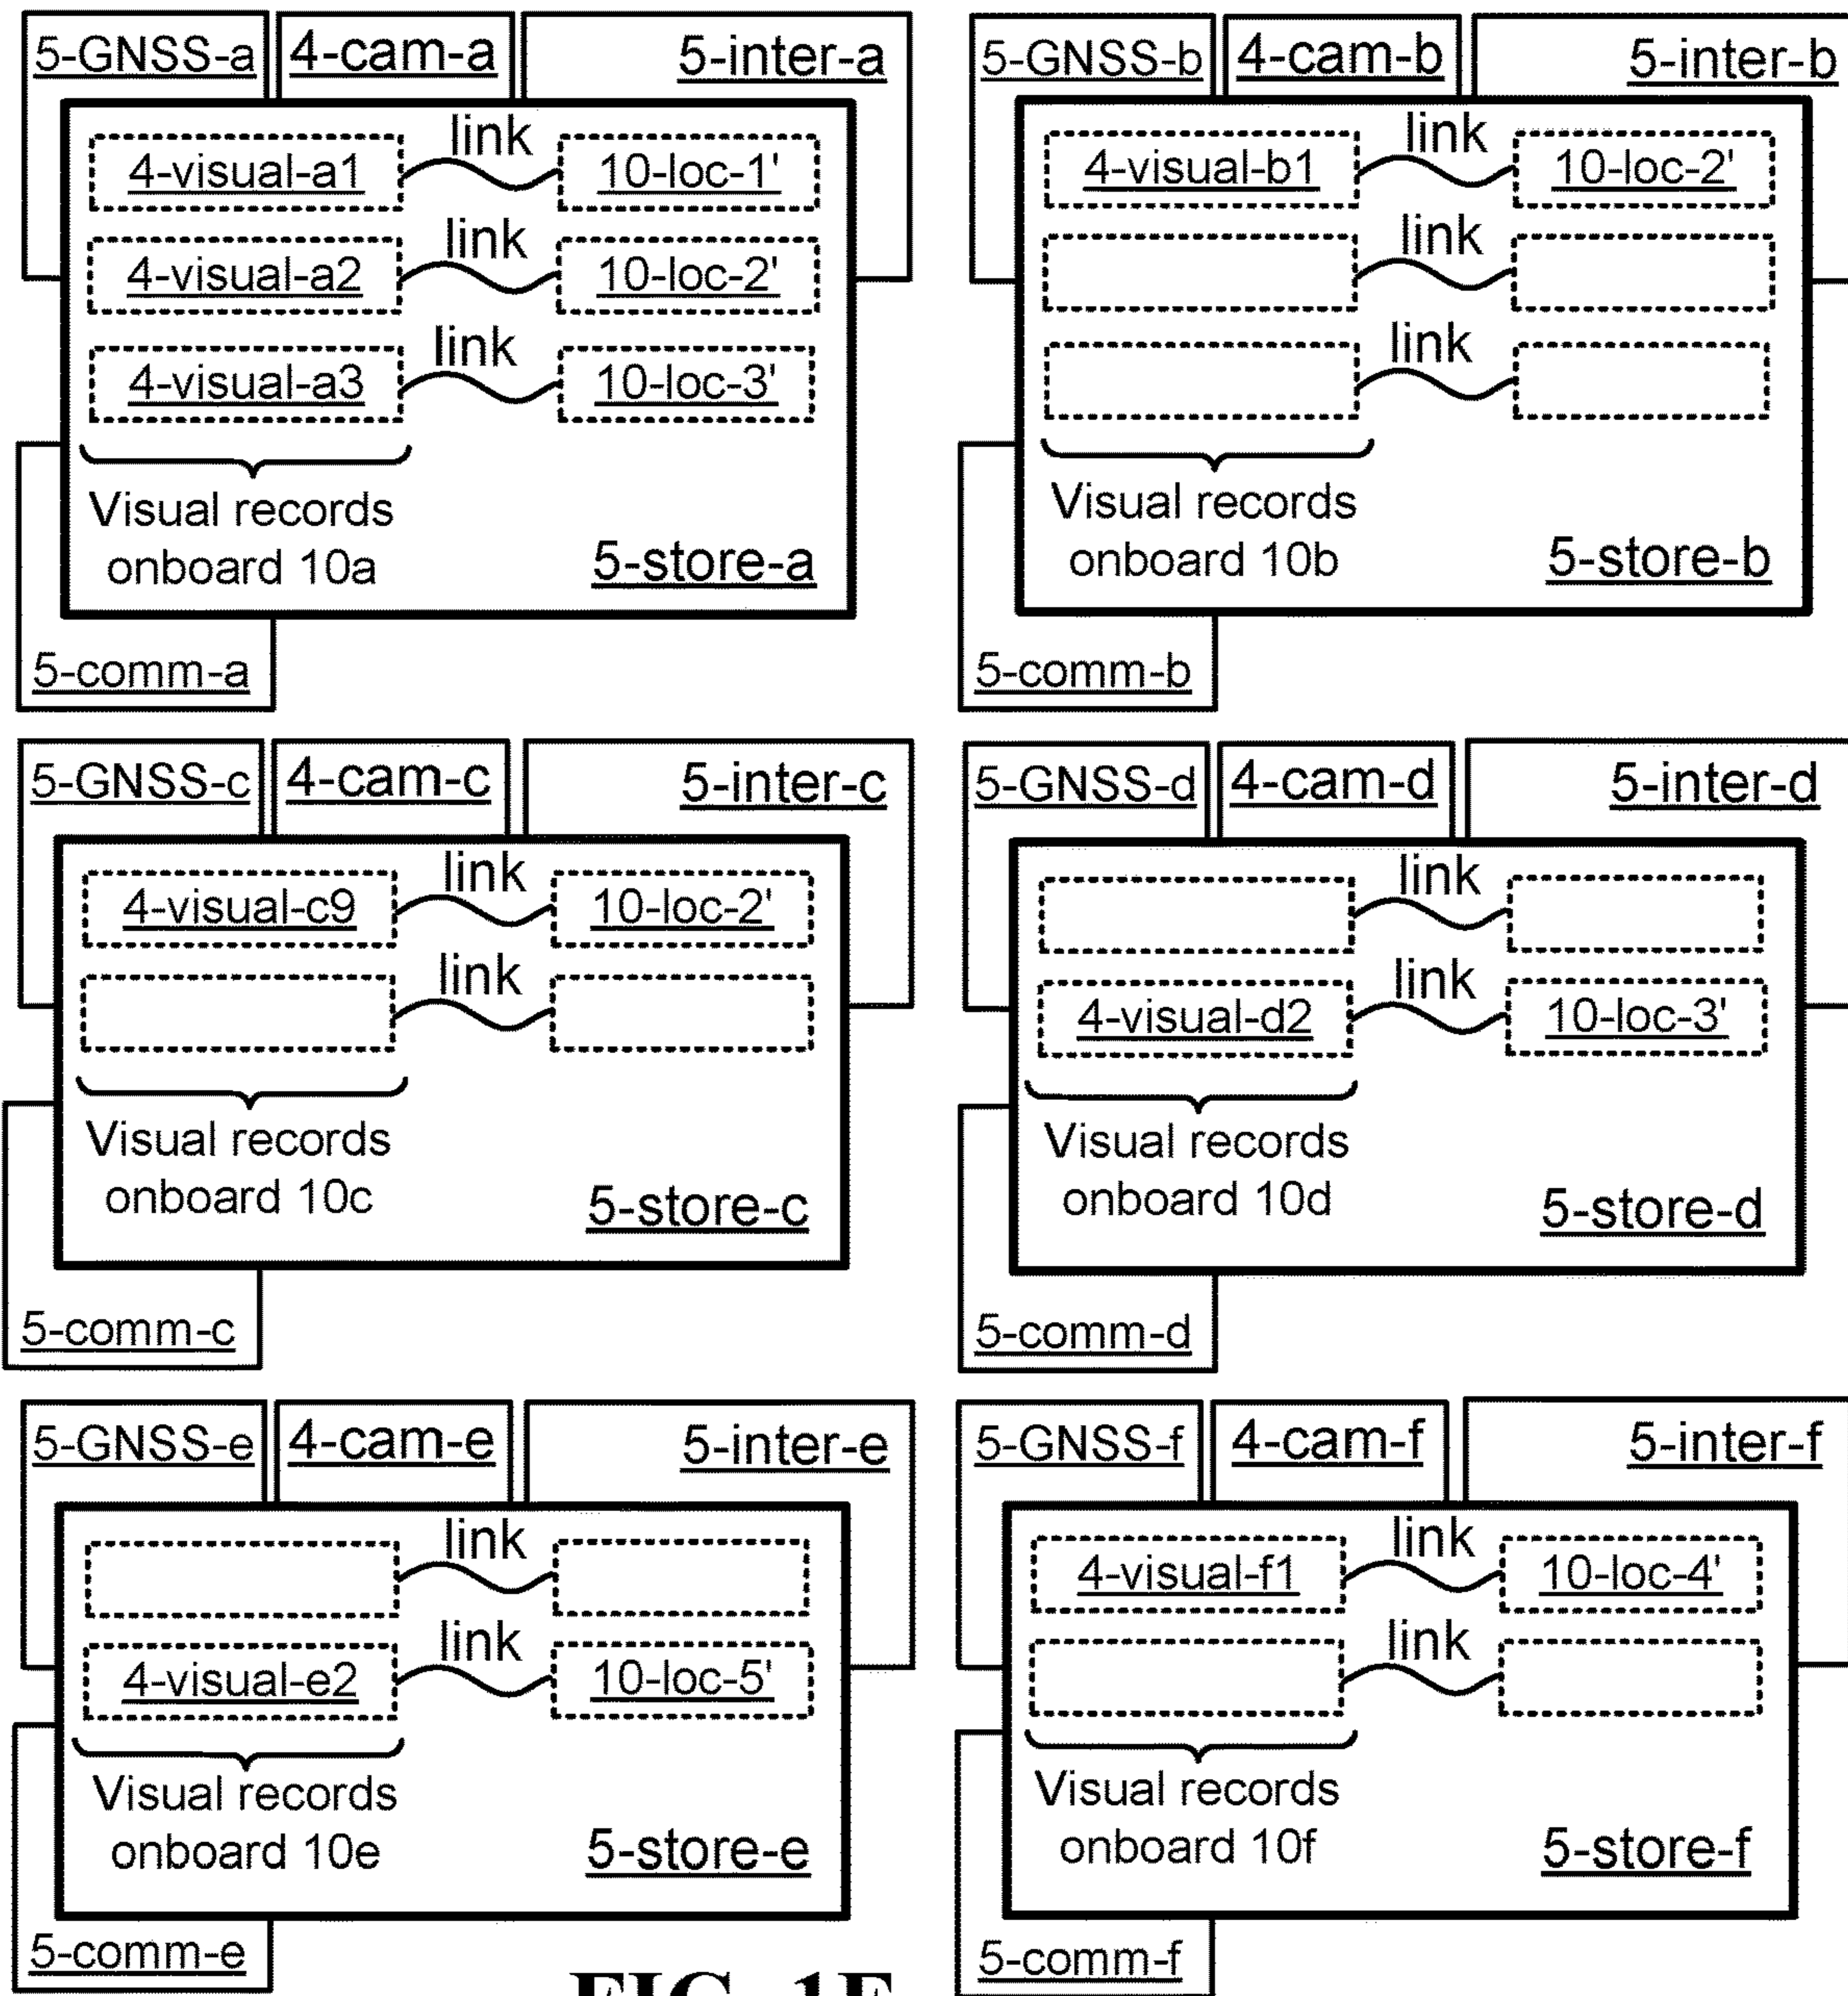 5-GNSS-a 4-cam-a 5-inter-a
4-visual-a1 link 10-loc-1'
4-visual-a2 link 10-loc-2'
4-visual-a3 link 10-loc-3'
Visual records
onboard 10a
5-store-a
5-comm-a
5-GNSS-b 4-cam-b 5-inter-b
4-visual-b1 link 10-loc-2'
link
link
Visual records
onboard 10b
5-store-b
5-comm-b
5-GNSS-c 4-cam-c 5-inter-c
4-visual-c9 link 10-loc-2'
link
Visual records
onboard 10c
5-store-c
5-comm-c
5-GNSS-d 4-cam-d 5-inter-d
link
4-visual-d2 link 10-loc-3'
Visual records
onboard 10d
5-store-d
5-comm-d
5-GNSS-e 4-cam-e 5-inter-e
link
4-visual-e2 link 10-loc-5'
Visual records
onboard 10e
5-store-e
5-comm-e
5-GNSS-f 4-cam-f 5-inter-f
4-visual-f1 link 10-loc-4'
link
Visual records
onboard 10f
5-store-f
5-comm-f
FIG.